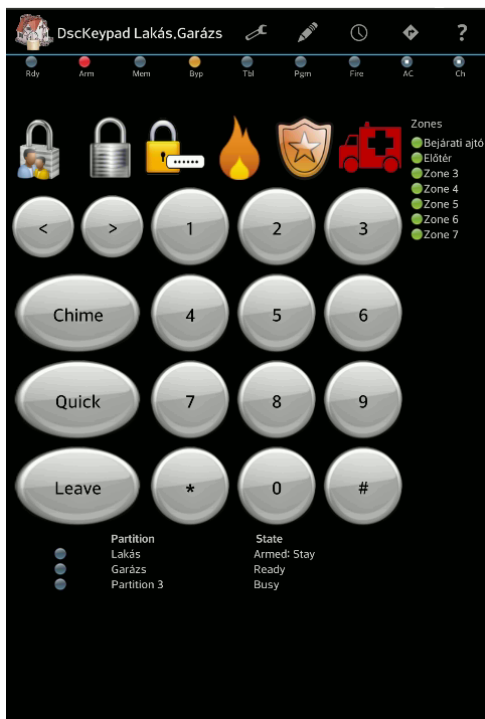 DscKeypad Lakás,Garázs ?
Rdy Arm Mem Byp Tbl Pgm Fire AC Ch
Zones
Bejárati ajtó
Előtér
Zone 3
Zone 4
Zone 5
Zone 6
Zone 7
< > 1 2 3
Chime 4 5 6
Quick 7 8 9
Leave * 0 #
Partition State
Lakás Armed: Stay
Garázs Ready
Partition 3 Busy